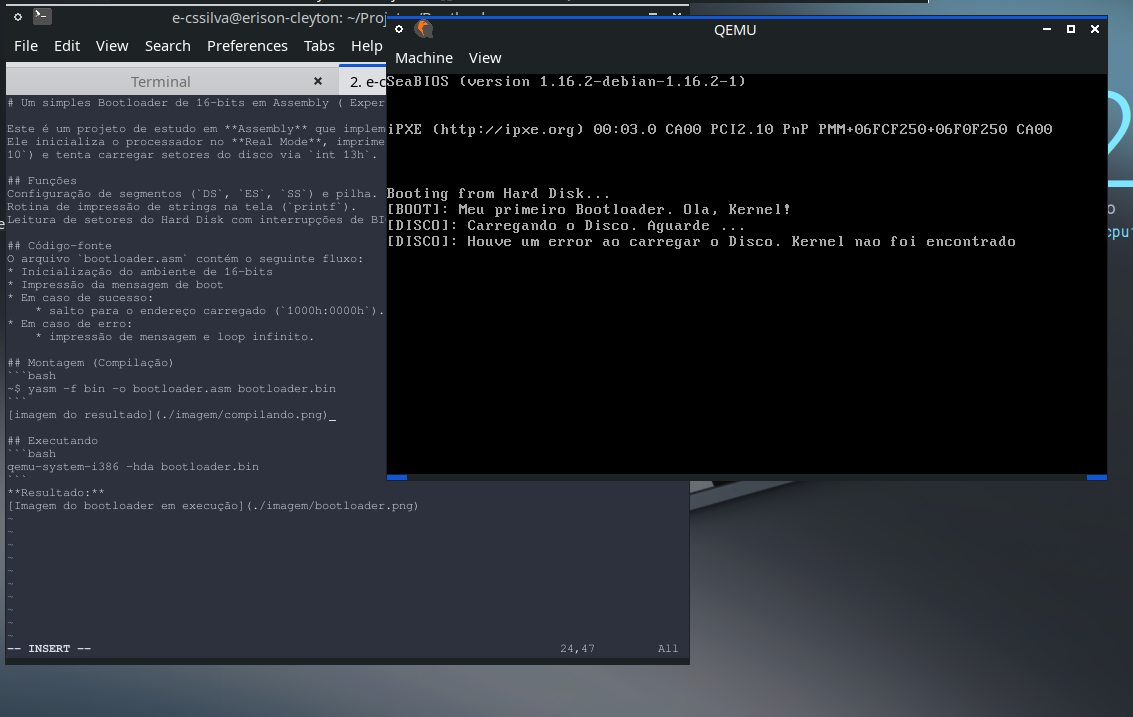 e-cssilva@erison-cleyton: ~/Proj
File Edit View Search Preferences Tabs Help
Terminal
2. e-c
# Um simples Bootloader de 16-bits em Assembly ( Exper
Este é um projeto de estudo em **Assembly** que implem
Ele inicializa o processador no **Real Mode**, imprime
10`) e tenta carregar setores do disco via `int 13h`.
## Funções
Configuração de segmentos (`DS`, `ES`, `SS`) e pilha.
Rotina de impressão de strings na tela (`printf`).
Leitura de setores do Hard Disk com interrupções de BI
## Código-fonte
O arquivo `bootloader.asm` contém o seguinte fluxo:
* Inicialização do ambiente de 16-bits
* Impressão da mensagem de boot
* Em caso de sucesso:
    * salto para o endereço carregado (`1000h:0000h`).
* Em caso de erro:
    * impressão de mensagem e loop infinito.
## Montagem (Compilação)
```bash
~$ yasm -f bin -o bootloader.asm bootloader.bin
```
[imagem do resultado](./imagem/compilando.png)_
## Executando
```bash
qemu-system-i386 -hda bootloader.bin
```
**Resultado:**
[Imagem do bootloader em execução](./imagem/bootloader.png)
~
~
~
~
~
~
~
~
~
~
-- INSERT --
24,47
All
QEMU
Machine View
SeaBIOS (version 1.16.2-debian-1.16.2-1)
iPXE (http://ipxe.org) 00:03.0 CA00 PCI2.10 PnP PMM+06FCF250+06F0F250 CA00
Booting from Hard Disk...
[BOOT]: Meu primeiro Bootloader. Ola, Kernel!
[DISCO]: Carregando o Disco. Aguarde ...
[DISCO]: Houve um error ao carregar o Disco. Kernel nao foi encontrado
o
cpu
e